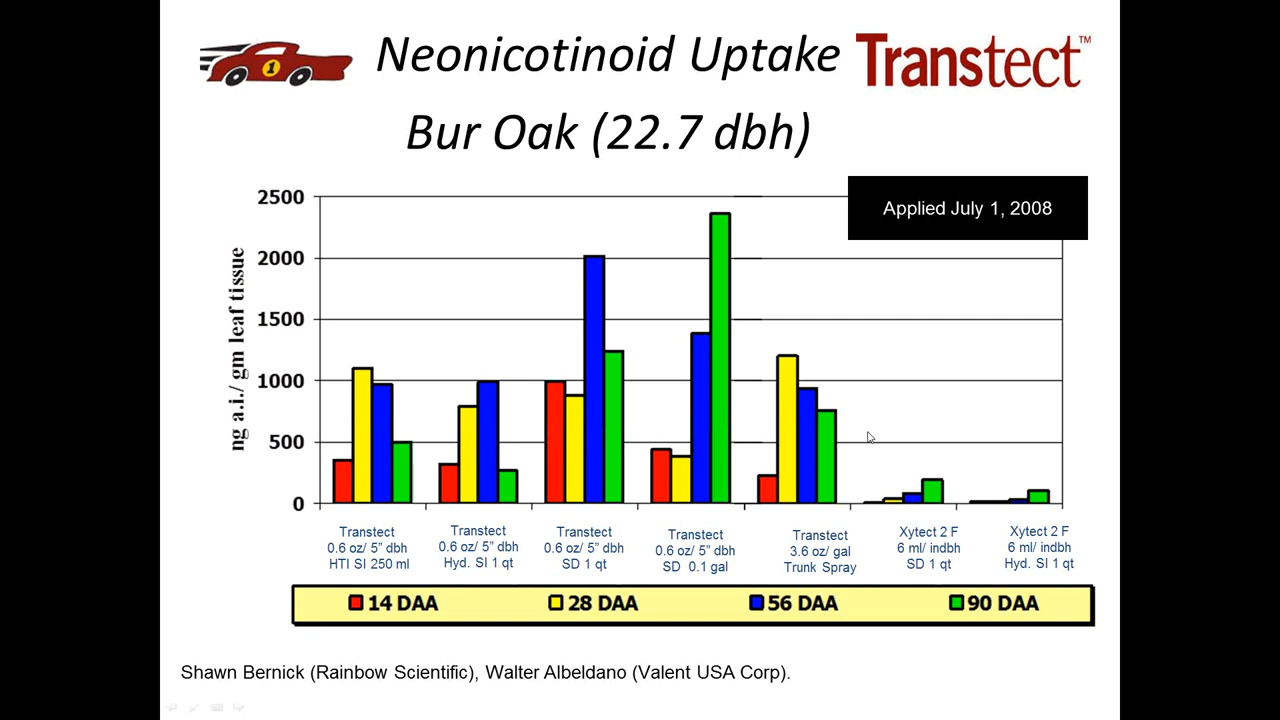 1
Neonicotinoid Uptake
Transtect™
Bur Oak (22.7 dbh)
Applied July 1, 2008
ng a.i./ gm leaf tissue
2500
2000
1500
1000
500
0
Transtect
0.6 oz/ 5" dbh
HTI SI 250 ml
Transtect
0.6 oz/ 5" dbh
Hyd. SI 1 qt
Transtect
0.6 oz/ 5" dbh
SD 1 qt
Transtect
0.6 oz/ 5" dbh
SD 0.1 gal
Transtect
3.6 oz/ gal
Trunk Spray
Xytect 2 F
6 ml/ indbh
SD 1 qt
Xytect 2 F
6 ml/ indbh
Hyd. SI 1 qt
14 DAA 28 DAA 56 DAA 90 DAA
Shawn Bernick (Rainbow Scientific), Walter Albeldano (Valent USA Corp).